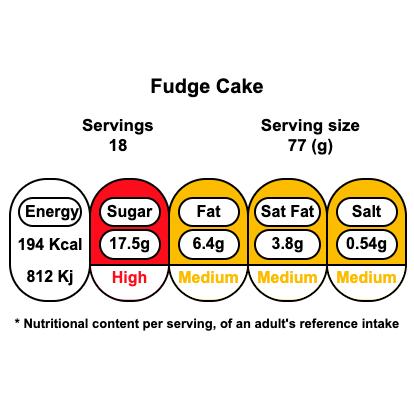 Fudge Cake
Servings
18
Serving size
77 (g)
Energy Sugar Fat Sat Fat Salt
194 Kcal 17.5g 6.4g 3.8g 0.54g
812 Kj High Medium Medium Medium
* Nutritional content per serving, of an adult's reference intake